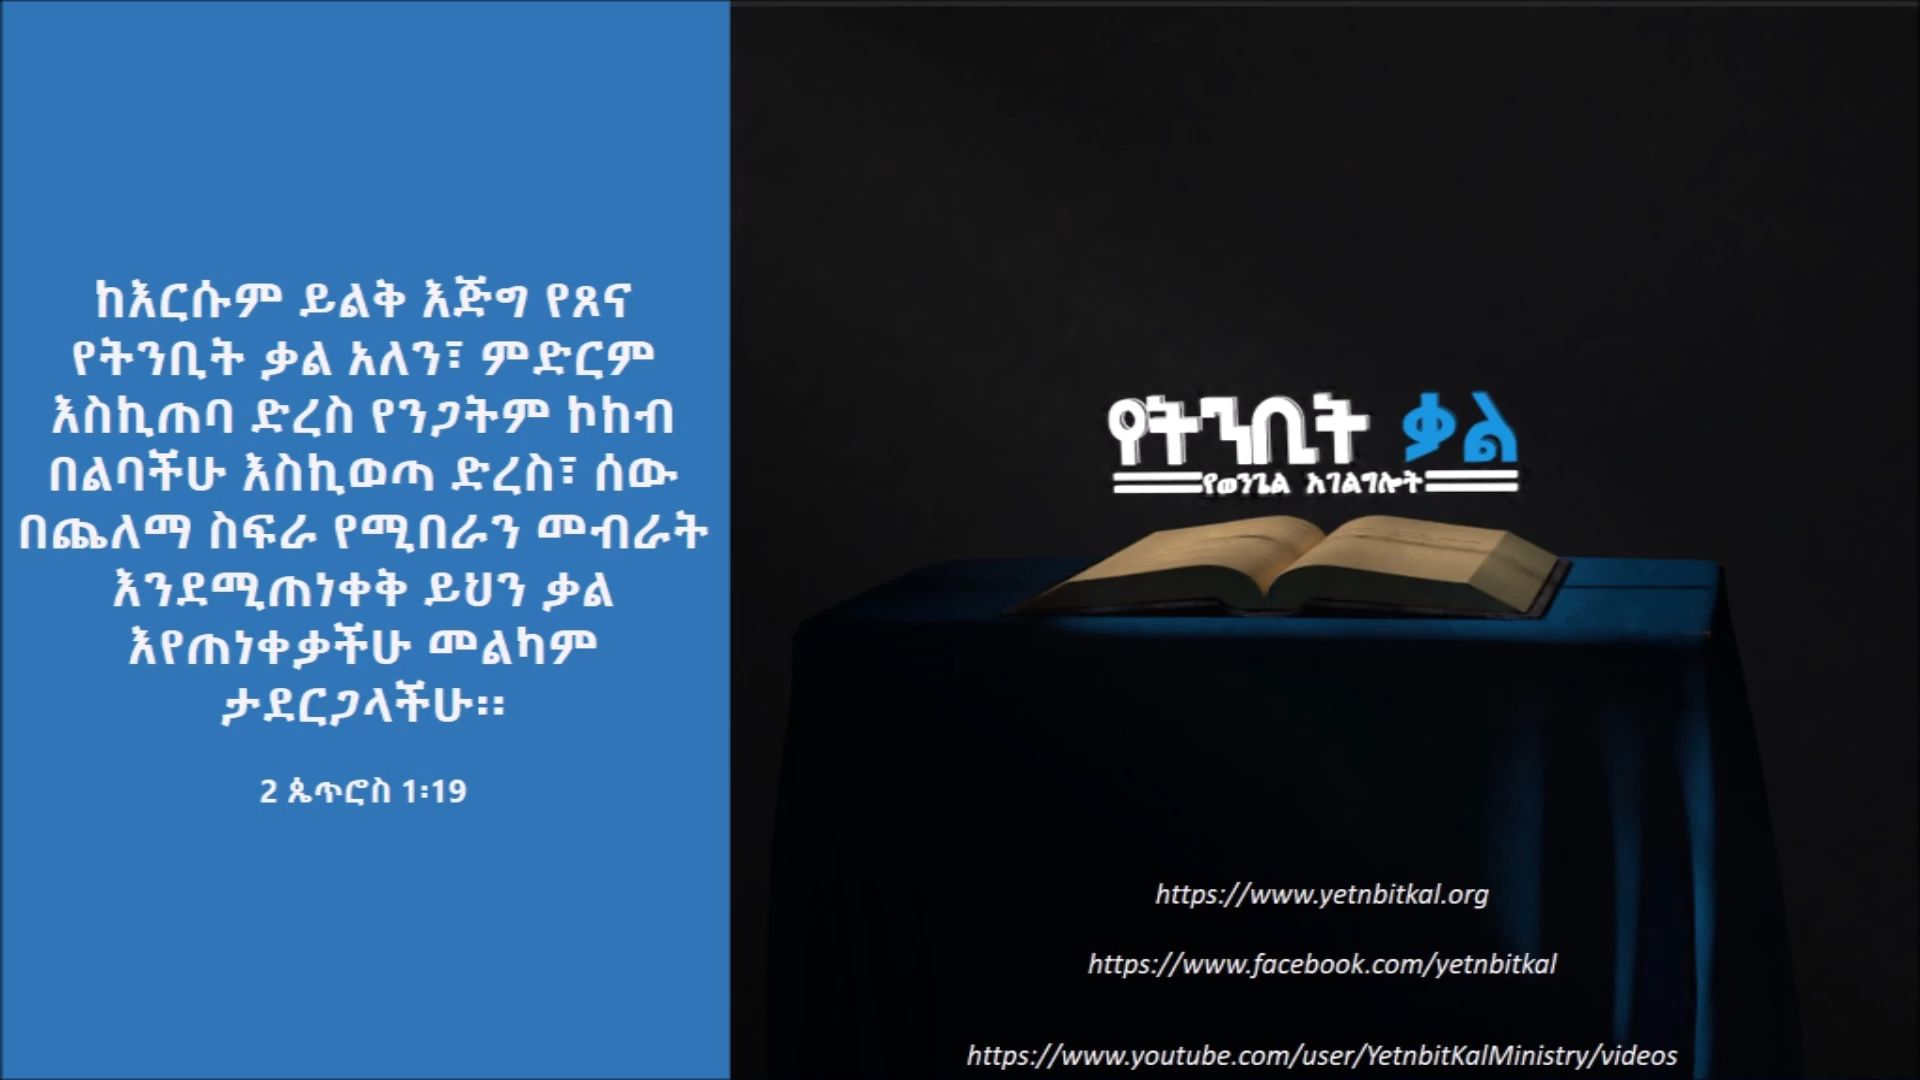 ከእርሱም ይልቅ እጅግ የጸና
የትንቢት ቃል አለን፣ ምድርም
እስኪጠባ ድረስ የንጋትም ኮከብ
በልባችሁ እስኪወጣ ድረስ፣ ሰው
በጨለማ ስፍራ የሚበራን መብራት
እንደሚጠነቀቅ ይህን ቃል
እየጠነቀቃችሁ መልካም
ታደርጋላችሁ፡፡
2 ጴጥሮስ 1፡19
የትንቢት ቃል
የወንጌል አገልግሎት
https://www.yetnbitkal.org
https://www.facebook.com/yetnbitkal
https://www.youtube.com/user/YetnbitKalMinistry/videos